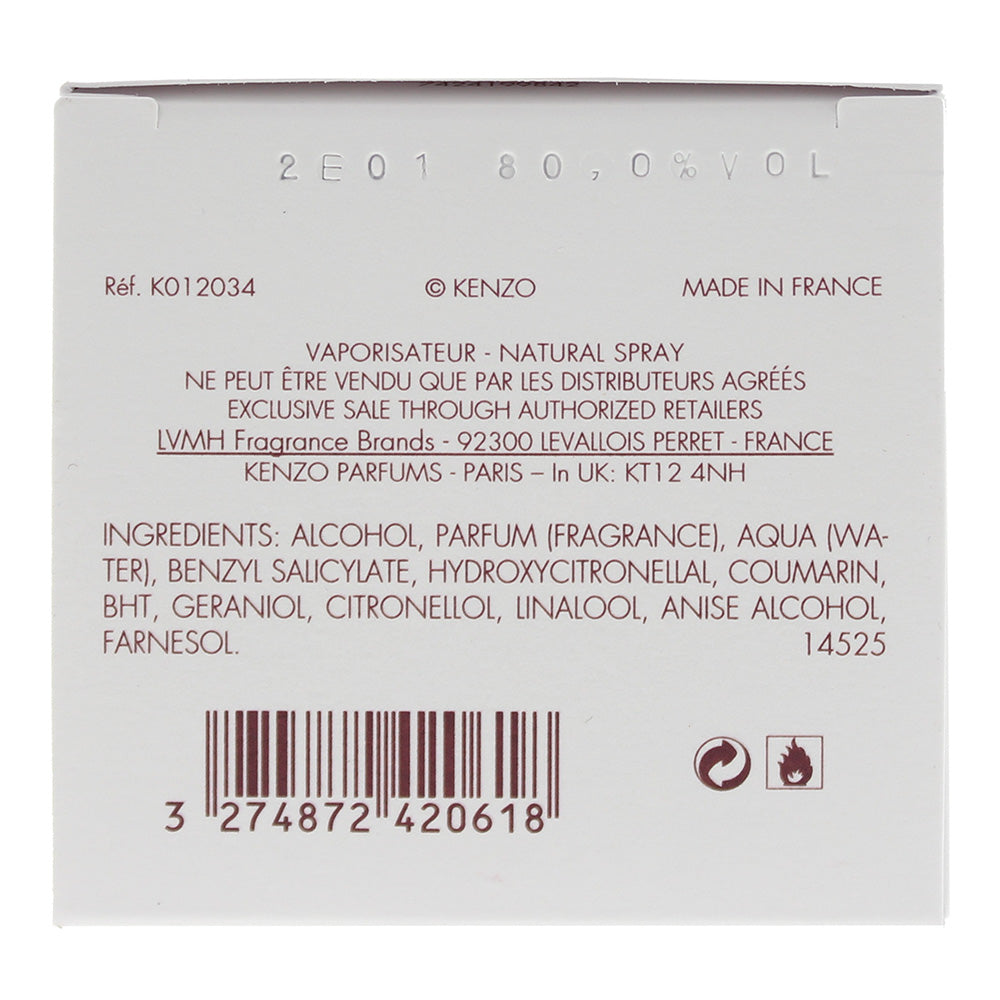 2E01 80,0%VOL
Réf. K012034 © KENZO MADE IN FRANCE
VAPORISATEUR - NATURAL SPRAY
NE PEUT ÊTRE VENDU QUE PAR LES DISTRIBUTEURS AGRÉÉS
EXCLUSIVE SALE THROUGH AUTHORIZED RETAILERS
LVMH Fragrance Brands - 92300 LEVALLOIS PERRET - FRANCE
KENZO PARFUMS - PARIS – In UK: KT12 4NH
INGREDIENTS: ALCOHOL, PARFUM (FRAGRANCE), AQUA (WA-
TER), BENZYL SALICYLATE, HYDROXYCITRONELLAL, COUMARIN,
BHT, GERANIOL, CITRONELLOL, LINALOOL, ANISE ALCOHOL,
FARNESOL. 14525
3 274872 420618